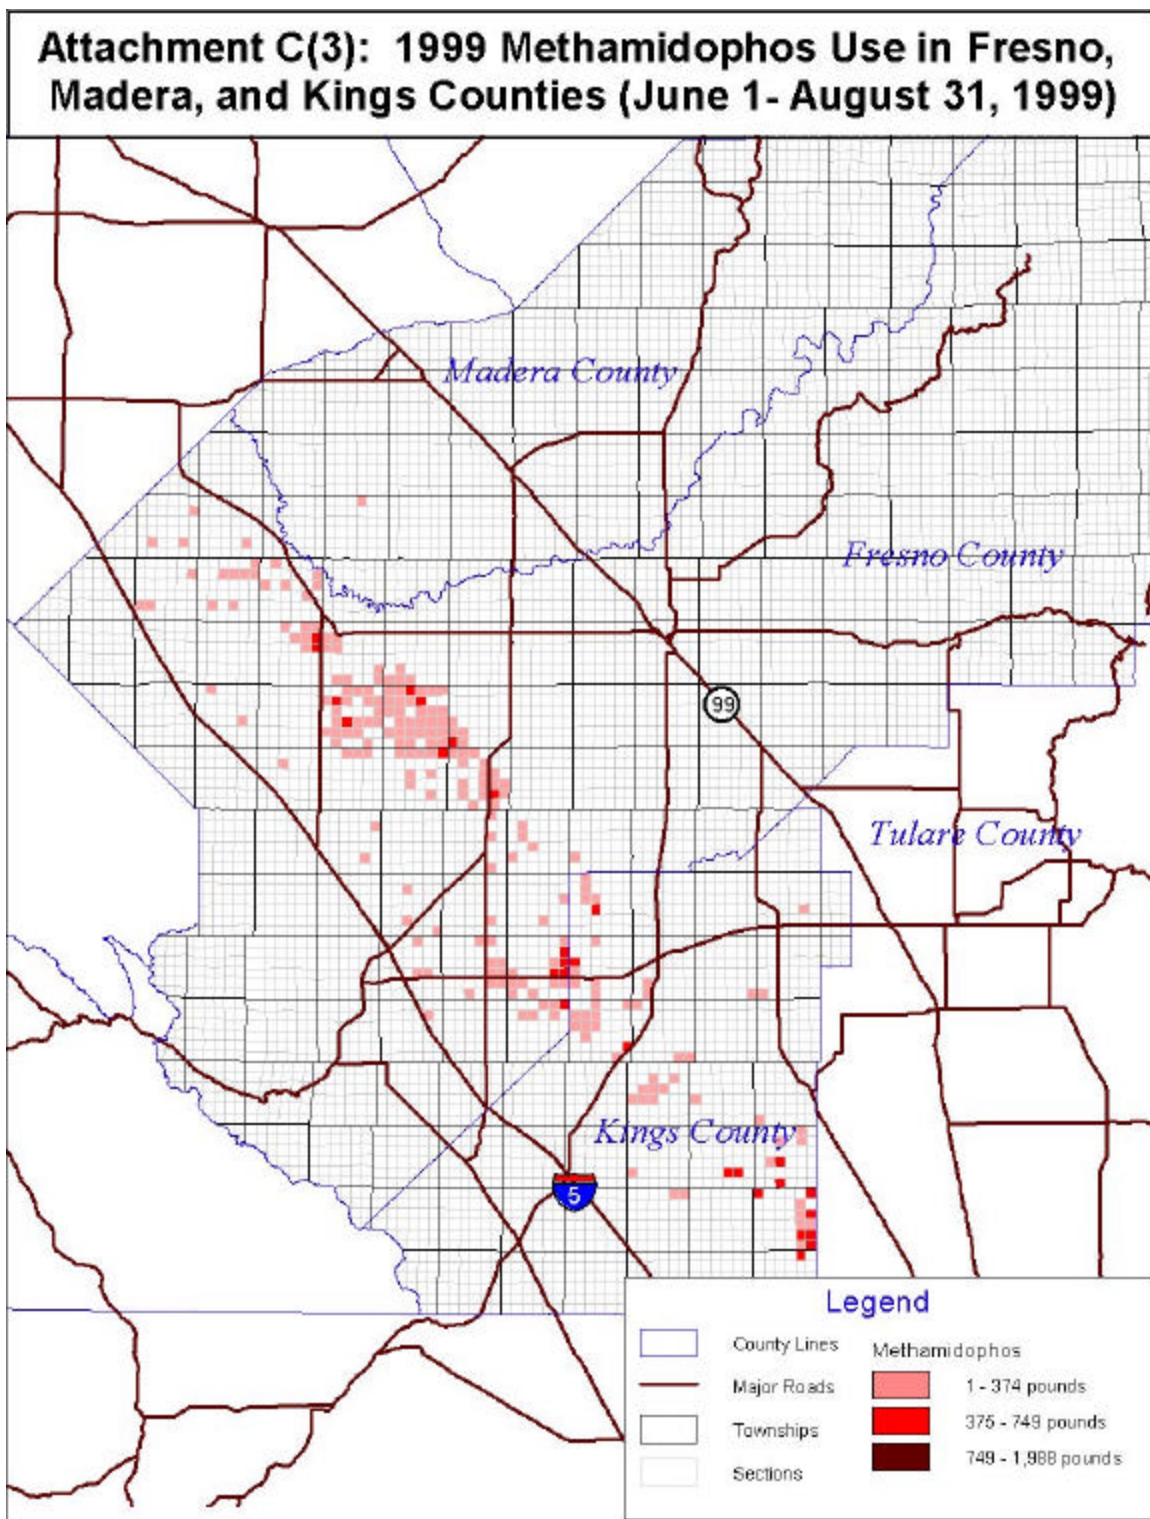 Attachment C(3): 1999 Methamidophos Use in Fresno,
Madera, and Kings Counties (June 1- August 31, 1999)
Madera County
Fresno County
99
Tulare County
Kings County
5
Legend
County Lines
Major Roads
Townships
Sections
Methamidophos
1 - 374 pounds
375 - 749 pounds
749 - 1,988 pounds